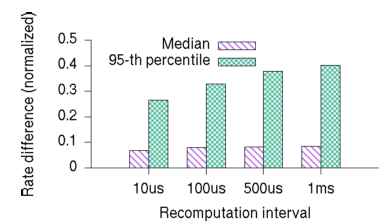 Rate difference (normalized)
0.5
0.4
0.3
0.2
0.1
0
Median
95-th percentile
10us 100us 500us 1ms
Recomputation interval